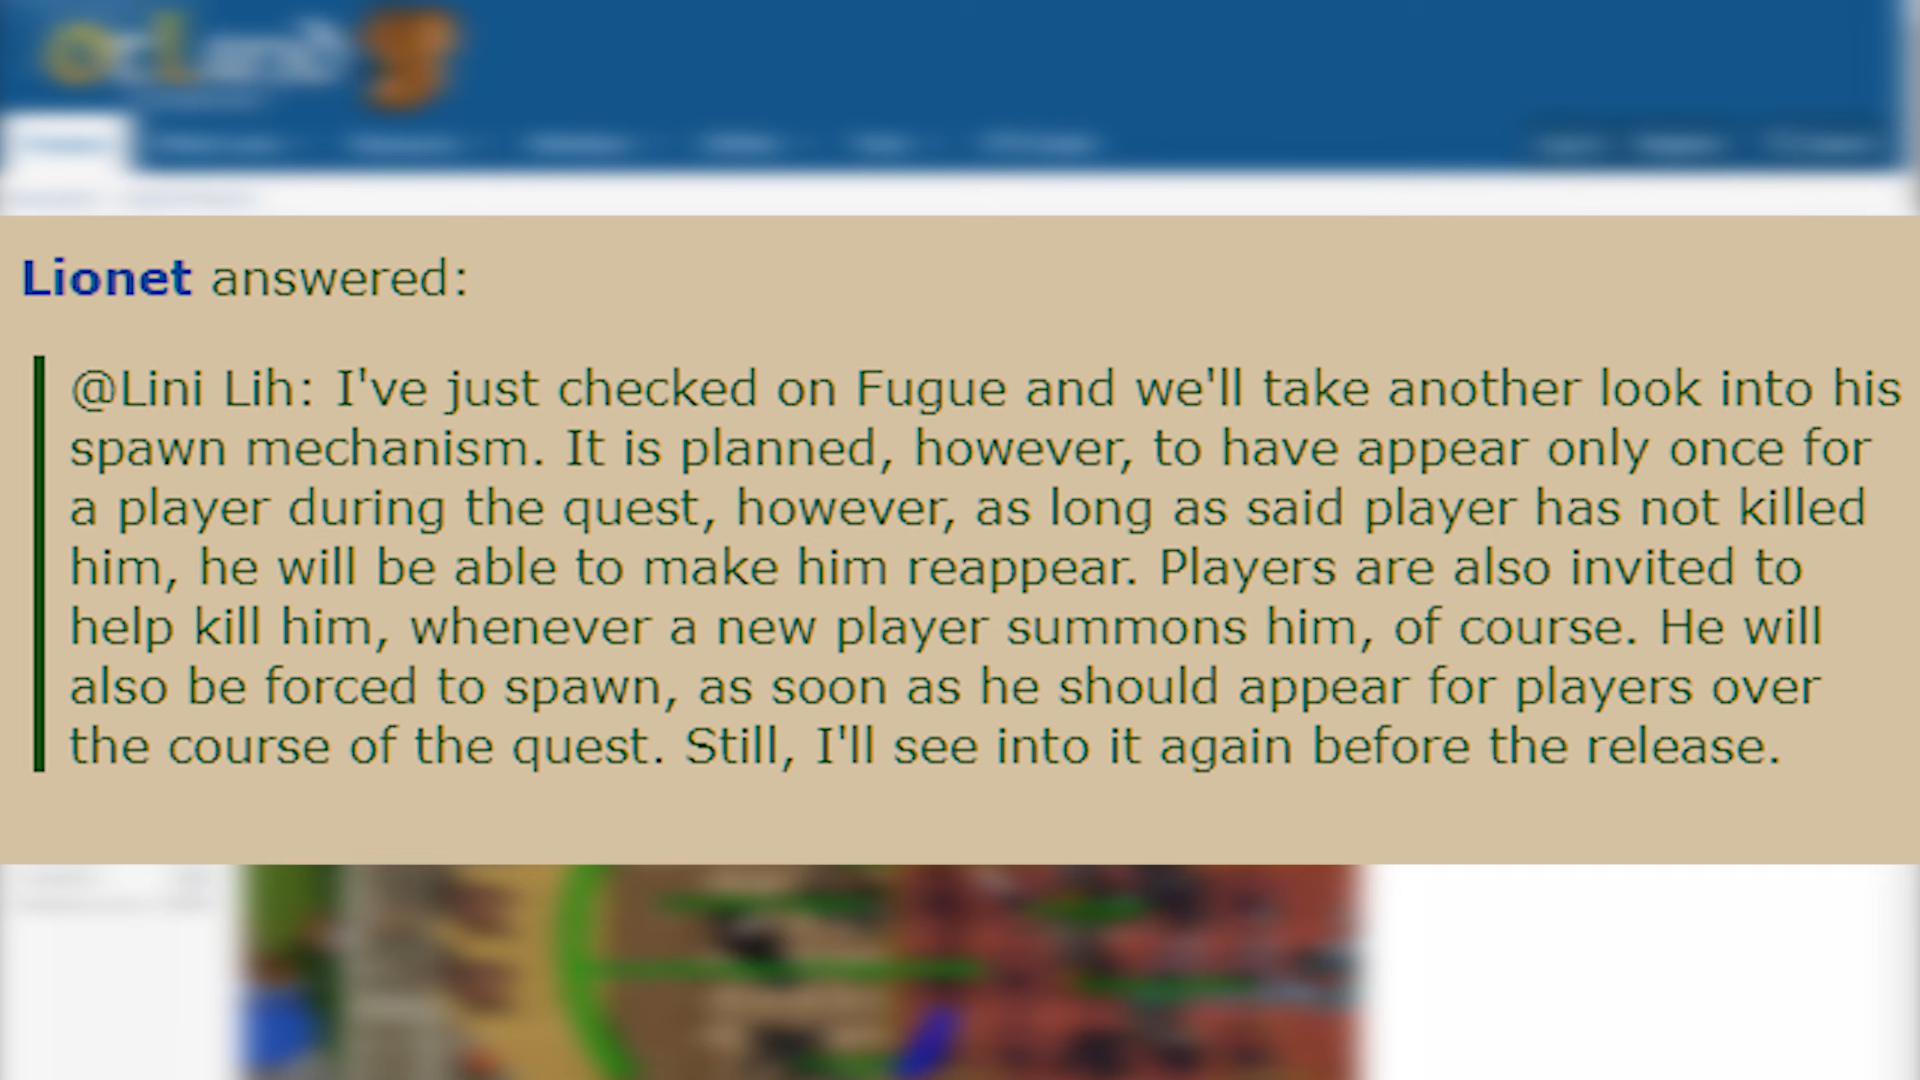 Lionet answered:
@Lini Lih: I've just checked on Fugue and we'll take another look into his
spawn mechanism. It is planned, however, to have appear only once for
a player during the quest, however, as long as said player has not killed
him, he will be able to make him reappear. Players are also invited to
help kill him, whenever a new player summons him, of course. He will
also be forced to spawn, as soon as he should appear for players over
the course of the quest. Still, I'll see into it again before the release.